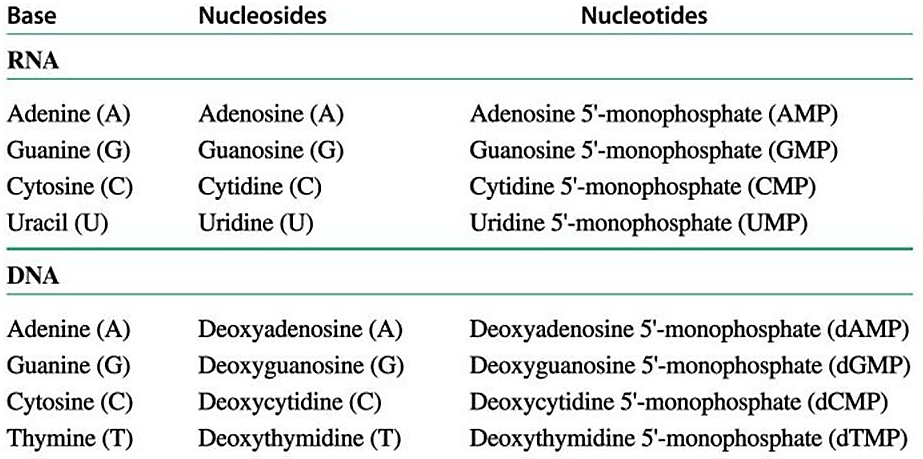 Base Nucleosides Nucleotides
RNA
Adenine (A) Adenosine (A) Adenosine 5'-monophosphate (AMP)
Guanine (G) Guanosine (G) Guanosine 5'-monophosphate (GMP)
Cytosine (C) Cytidine (C) Cytidine 5'-monophosphate (CMP)
Uracil (U) Uridine (U) Uridine 5'-monophosphate (UMP)
DNA
Adenine (A) Deoxyadenosine (A) Deoxyadenosine 5'-monophosphate (dAMP)
Guanine (G) Deoxyguanosine (G) Deoxyguanosine 5'-monophosphate (dGMP)
Cytosine (C) Deoxycytidine (C) Deoxycytidine 5'-monophosphate (dCMP)
Thymine (T) Deoxythymidine (T) Deoxythymidine 5'-monophosphate (dTMP)